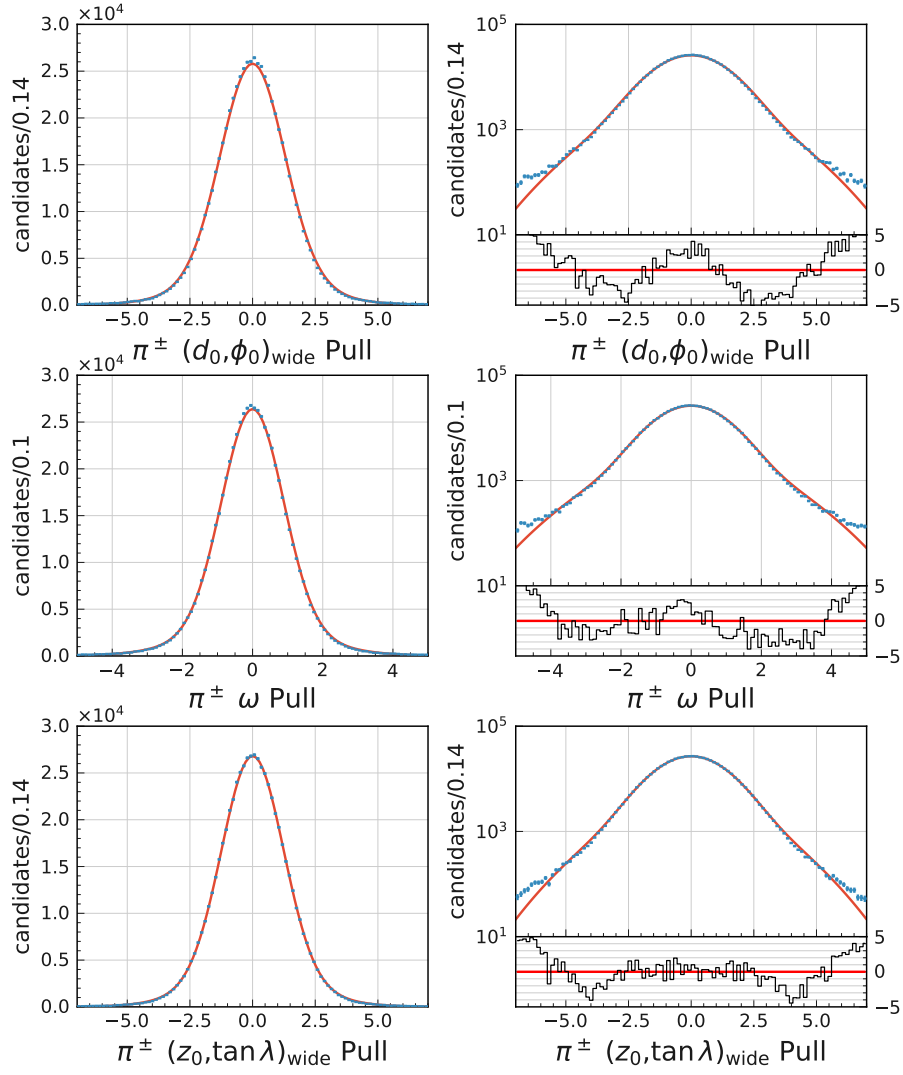 ×10⁴
3.0
2.5
2.0
1.5
1.0
0.5
0.0
candidates/0.14
−5.0 −2.5 0.0 2.5 5.0
π± (d₀,ϕ₀)wide Pull
10⁵
10³
10¹
candidates/0.14
5
0
−5
−5.0 −2.5 0.0 2.5 5.0
π± (d₀,ϕ₀)wide Pull
×10⁴
3.0
2.5
2.0
1.5
1.0
0.5
0.0
candidates/0.1
−4 −2 0 2 4
π± ω Pull
10⁵
10³
10¹
candidates/0.1
5
0
−5
−4 −2 0 2 4
π± ω Pull
×10⁴
3.0
2.5
2.0
1.5
1.0
0.5
0.0
candidates/0.14
−5.0 −2.5 0.0 2.5 5.0
π± (z₀,tan λ)wide Pull
10⁵
10³
10¹
candidates/0.14
5
0
−5
−5.0 −2.5 0.0 2.5 5.0
π± (z₀,tan λ)wide Pull